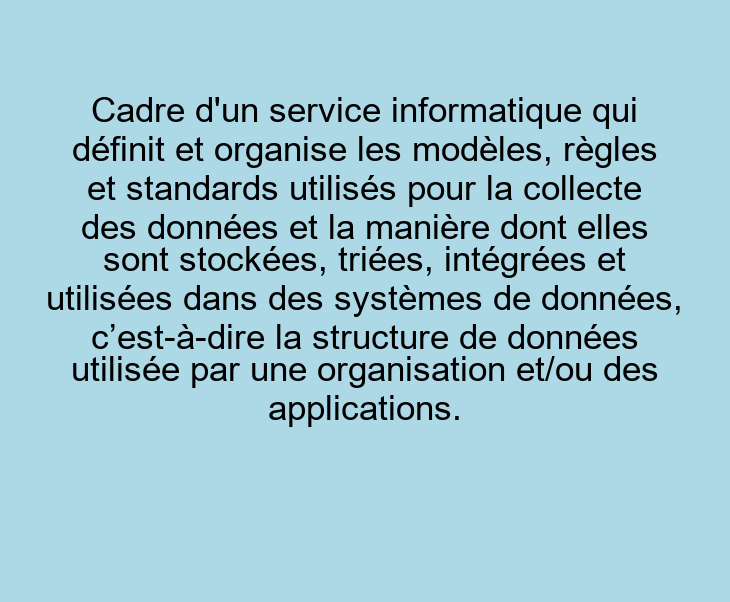 Cadre d'un service informatique qui
définit et organise les modèles, règles
et standards utilisés pour la collecte
des données et la manière dont elles
sont stockées, triées, intégrées et
utilisées dans des systèmes de données,
c’est-à-dire la structure de données
utilisée par une organisation et/ou des
applications.